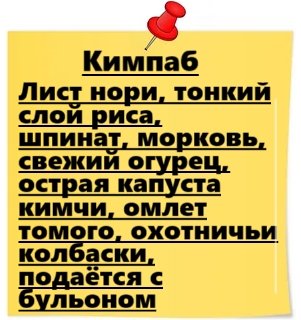 Кимпаб
Лист нори, тонкий
слой риса,
шпинат, морковь,
свежий огурец,
острая капуста
кимчи, омлет
томого, охотничьи
колбаски,
подаётся с
бульоном